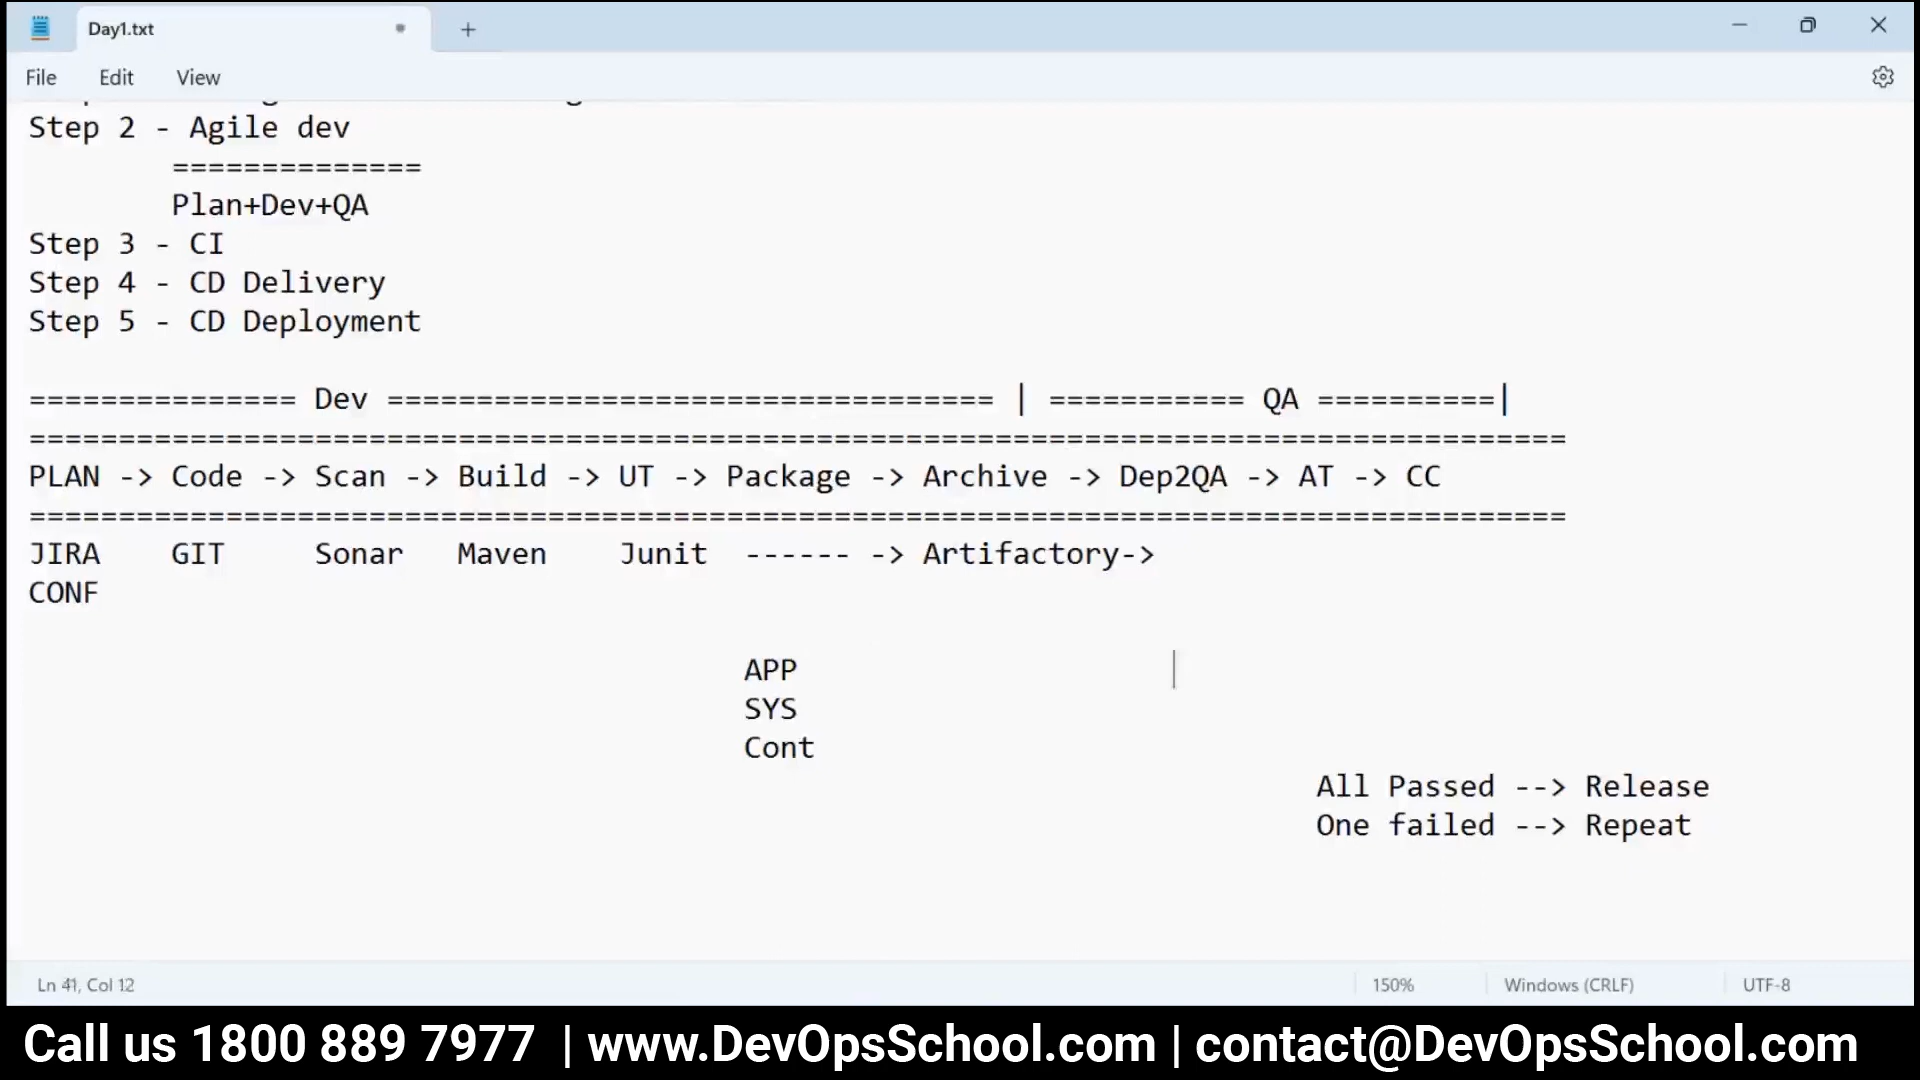 Day1.txt
File Edit View
Step 2 - Agile dev
==============
Plan+Dev+QA
Step 3 - CI
Step 4 - CD Delivery
Step 5 - CD Deployment
=============== Dev ================================== | =========== QA ==========|
======================================================================================
PLAN -> Code -> Scan -> Build -> UT -> Package -> Archive -> Dep2QA -> AT -> CC
======================================================================================
JIRA GIT Sonar Maven Junit ------ -> Artifactory->
CONF
APP
SYS
Cont
All Passed --> Release
One failed --> Repeat
Ln 41, Col 12 150% Windows (CRLF) UTF-8
Call us 1800 889 7977 | www.DevOpsSchool.com | contact@DevOpsSchool.com